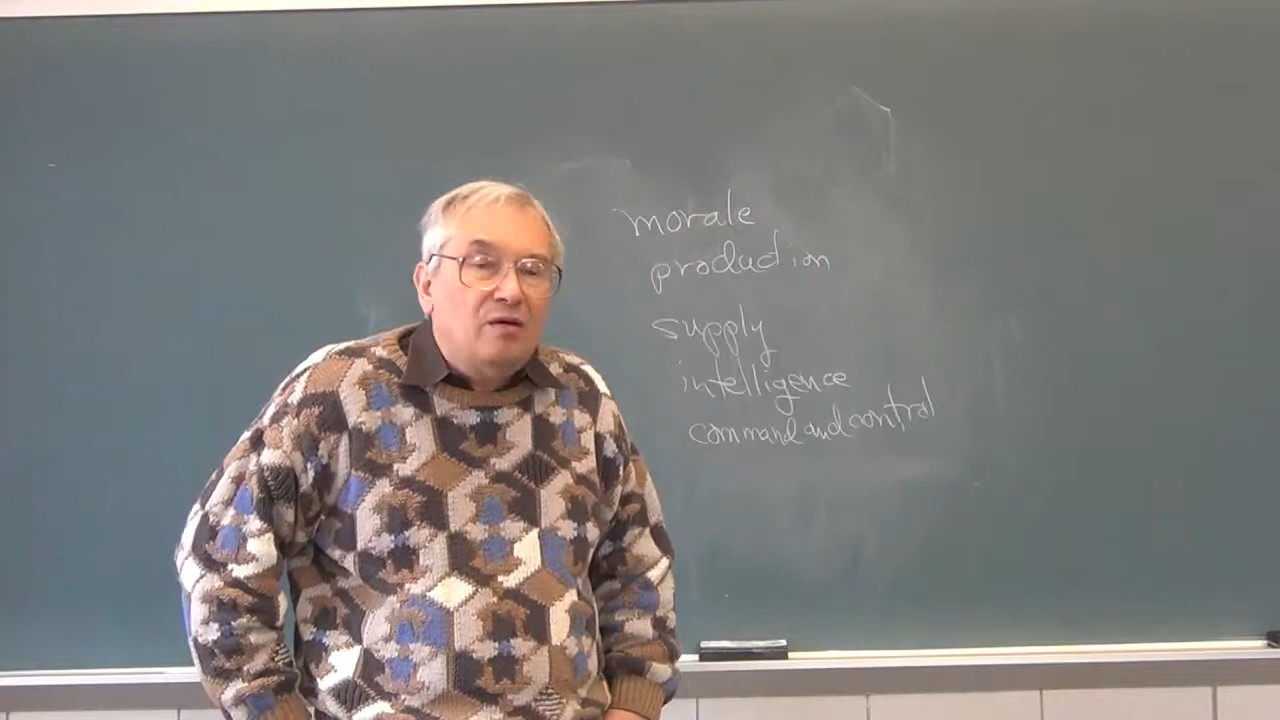 morale
production
supply
intelligence
command and control